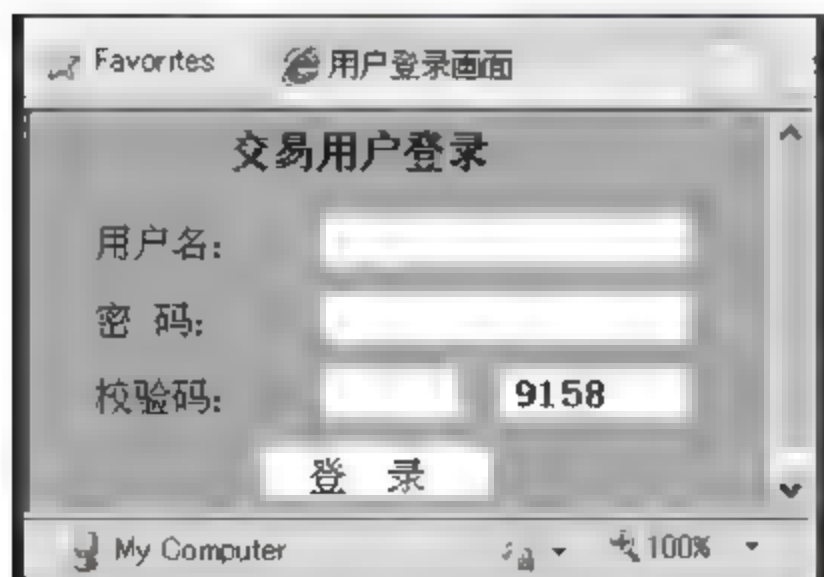 Favorites 用户登录画面
交易用户登录
用户名:
密 码:
校验码: 9158
登 录
My Computer 100%